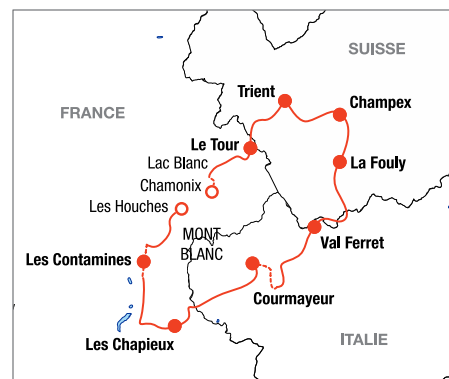 SUISSE
FRANCE
Trient
Champex
Le Tour
Lac Blanc
La Fouly
Chamonix
Les Houches
MONT
BLANC
Val Ferret
Les Contamines
Courmayeur
Les Chapieux
ITALIE